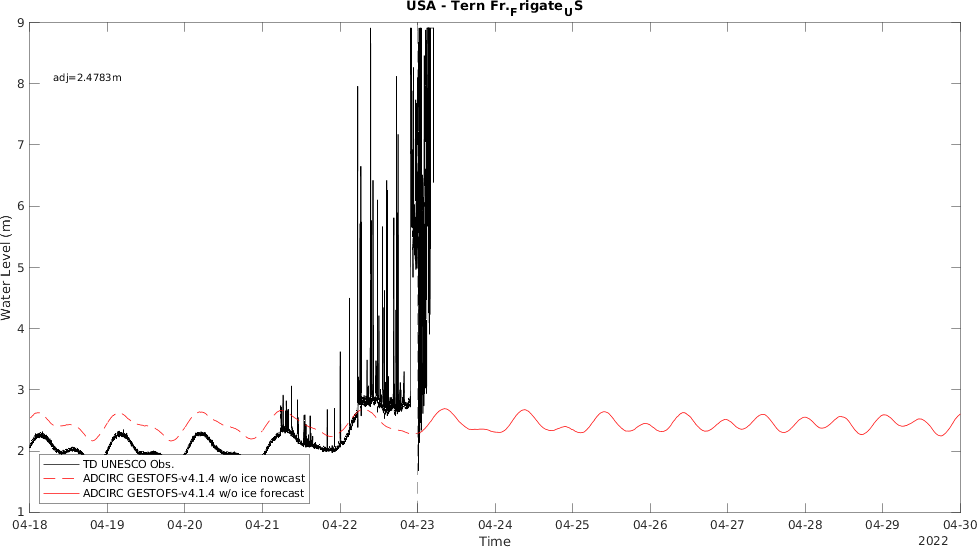 USA - Tern Fr.FrigateUS
adj=2.4783m
9
8
7
6
5
4
3
2
1
Water Level (m)
TD UNESCO Obs.
ADCIRC GESTOFS-v4.1.4 w/o ice nowcast
ADCIRC GESTOFS-v4.1.4 w/o ice forecast
04-18 04-19 04-20 04-21 04-22 04-23 04-24 04-25 04-26 04-27 04-28 04-29 04-30
Time
2022